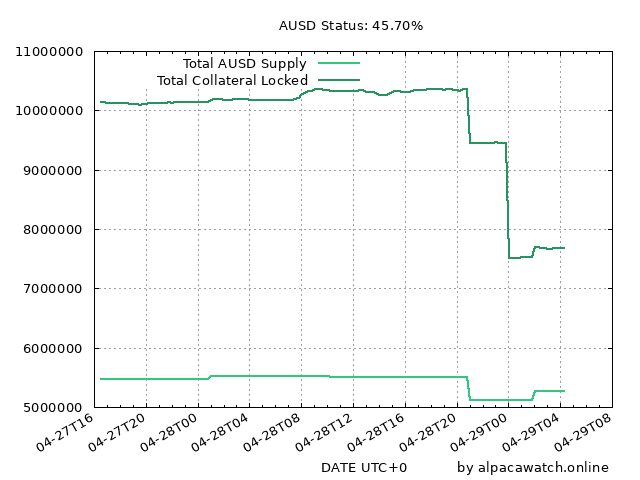 AUSD Status: 45.70%
11000000
Total AUSD Supply
Total Collateral Locked
10000000
9000000
8000000
7000000
6000000
5000000
04-27T16
04-27T20
04-28T00
04-28T04
04-28T08
04-28T12
04-28T16
04-28T20
04-29T00
04-29T04
04-29T08
DATE UTC+0
by alpacawatch.online